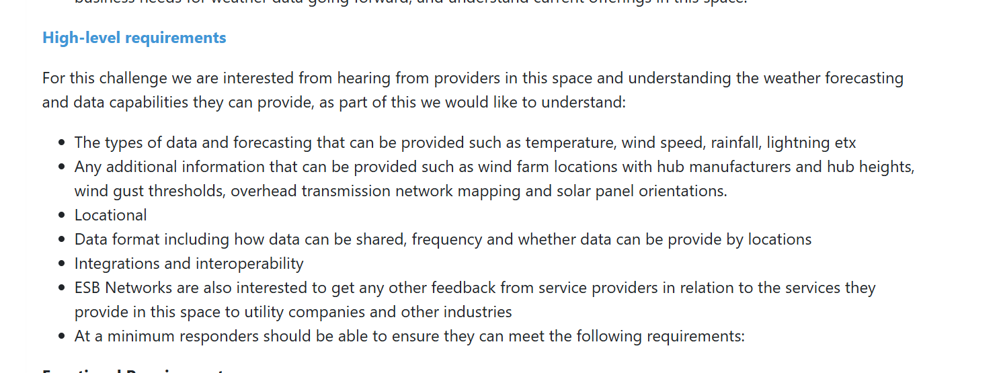 business needs for weather data going forward, and understand current offerings in this space.
High-level requirements
For this challenge we are interested from hearing from providers in this space and understanding the weather forecasting
and data capabilities they can provide, as part of this we would like to understand:
• The types of data and forecasting that can be provided such as temperature, wind speed, rainfall, lightning etx
• Any additional information that can be provided such as wind farm locations with hub manufacturers and hub heights,
wind gust thresholds, overhead transmission network mapping and solar panel orientations.
• Locational
• Data format including how data can be shared, frequency and whether data can be provide by locations
• Integrations and interoperability
• ESB Networks are also interested to get any other feedback from service providers in relation to the services they
provide in this space to utility companies and other industries
• At a minimum responders should be able to ensure they can meet the following requirements:
Functional Requirement